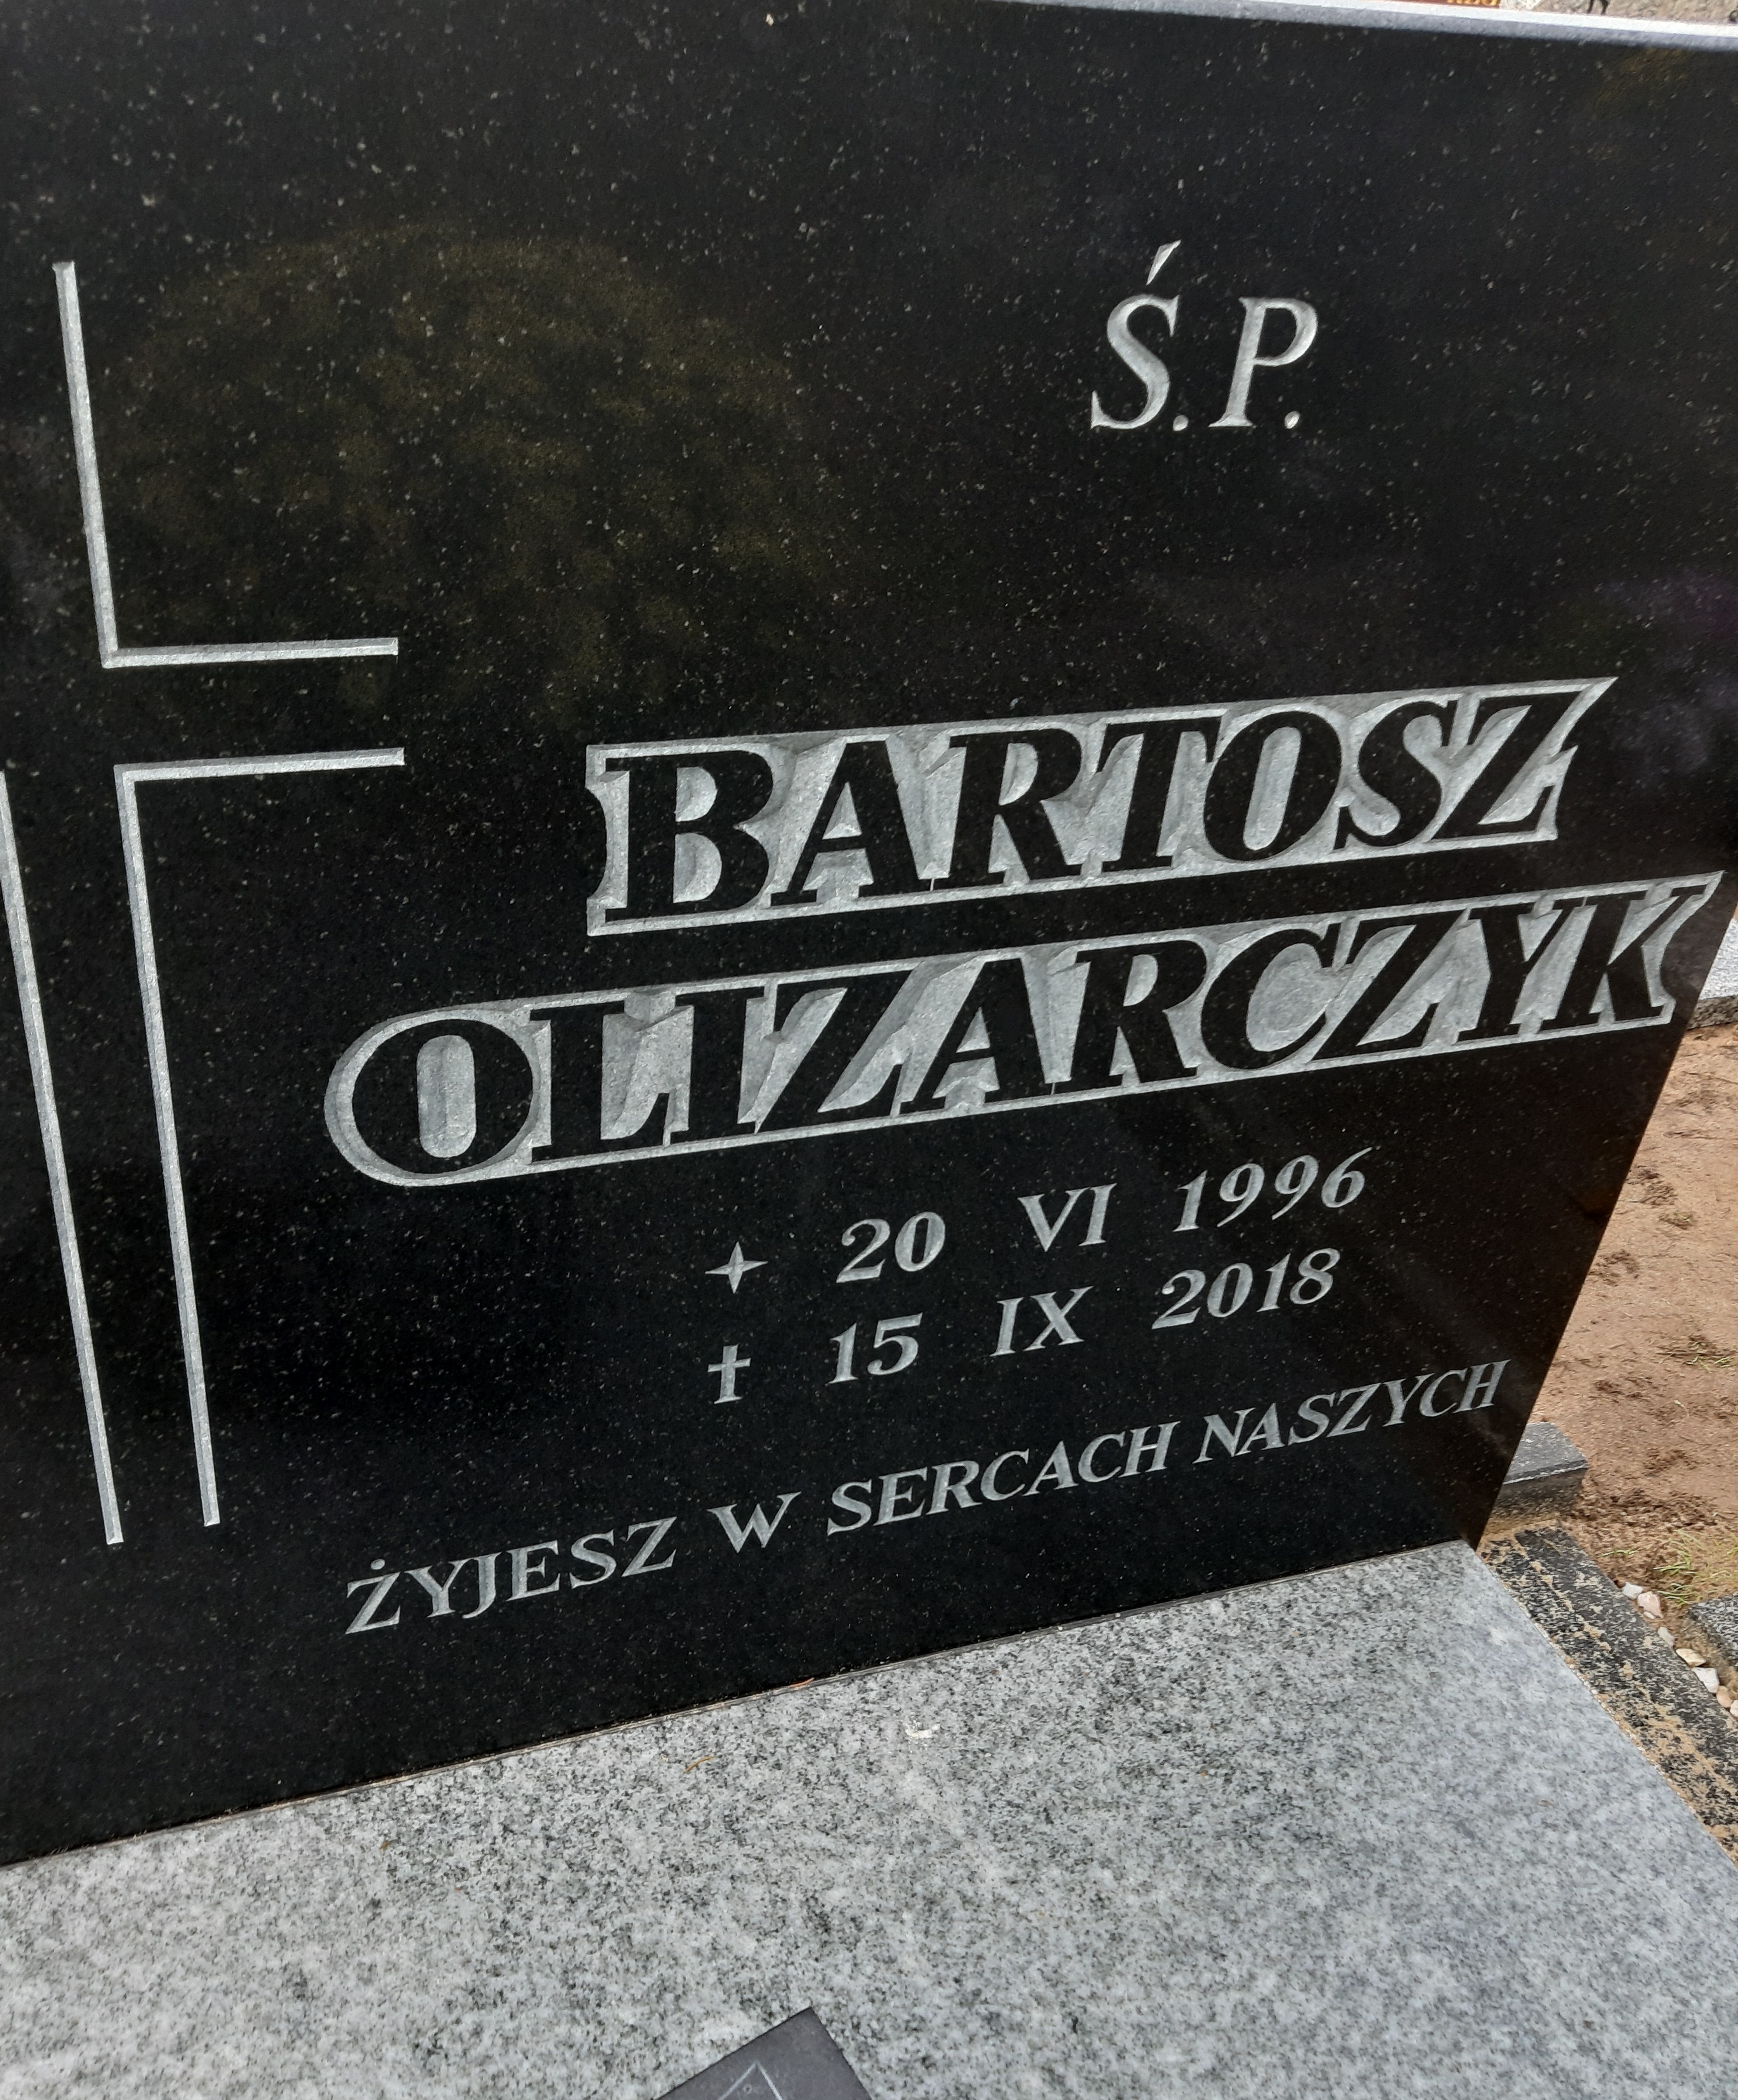 Ś.P.
BARTOSZ
OLIZARCZYK
✦ 20 VI 1996
† 15 IX 2018
ŻYJESZ W SERCACH NASZYCH